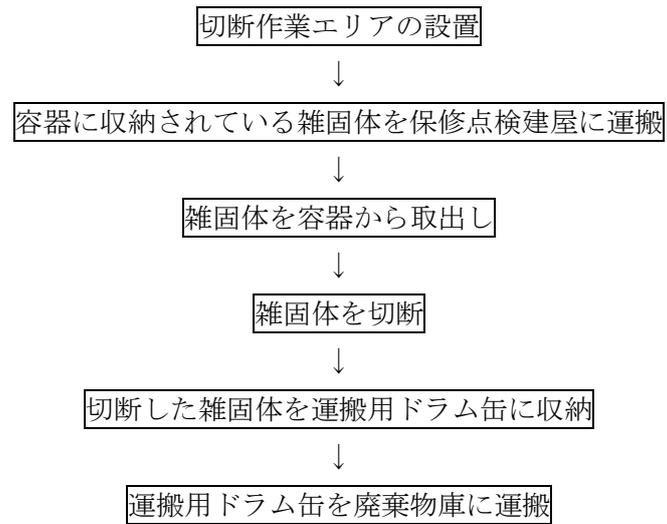 切断作業エリアの設置
↓
容器に収納されている雑固体を保修点検建屋に運搬
↓
雑固体を容器から取出し
↓
雑固体を切断
↓
切断した雑固体を運搬用ドラム缶に収納
↓
運搬用ドラム缶を廃棄物庫に運搬